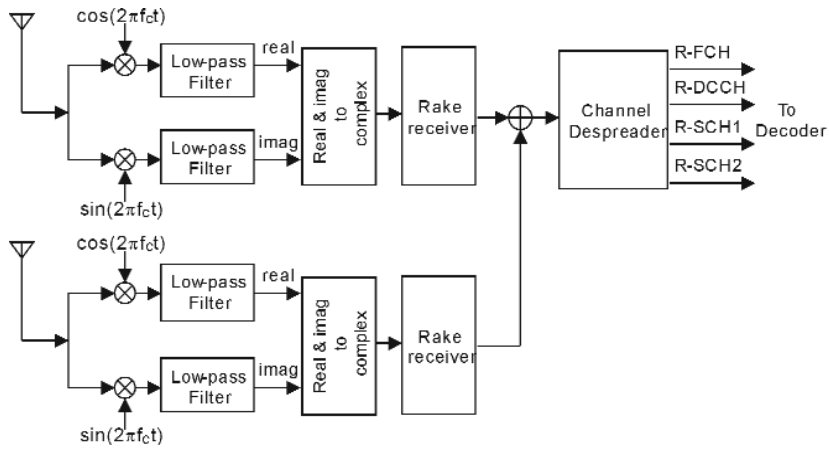 cos(2πfct)
Low-pass
Filter
real
Low-pass
Filter
imag
sin(2πfct)
Real & imag
to
complex
Rake
receiver
Channel
Despreader
R-FCH
R-DCCH
R-SCH1
R-SCH2
To
Decoder
cos(2πfct)
Low-pass
Filter
real
Low-pass
Filter
imag
sin(2πfct)
Real & imag
to
complex
Rake
receiver